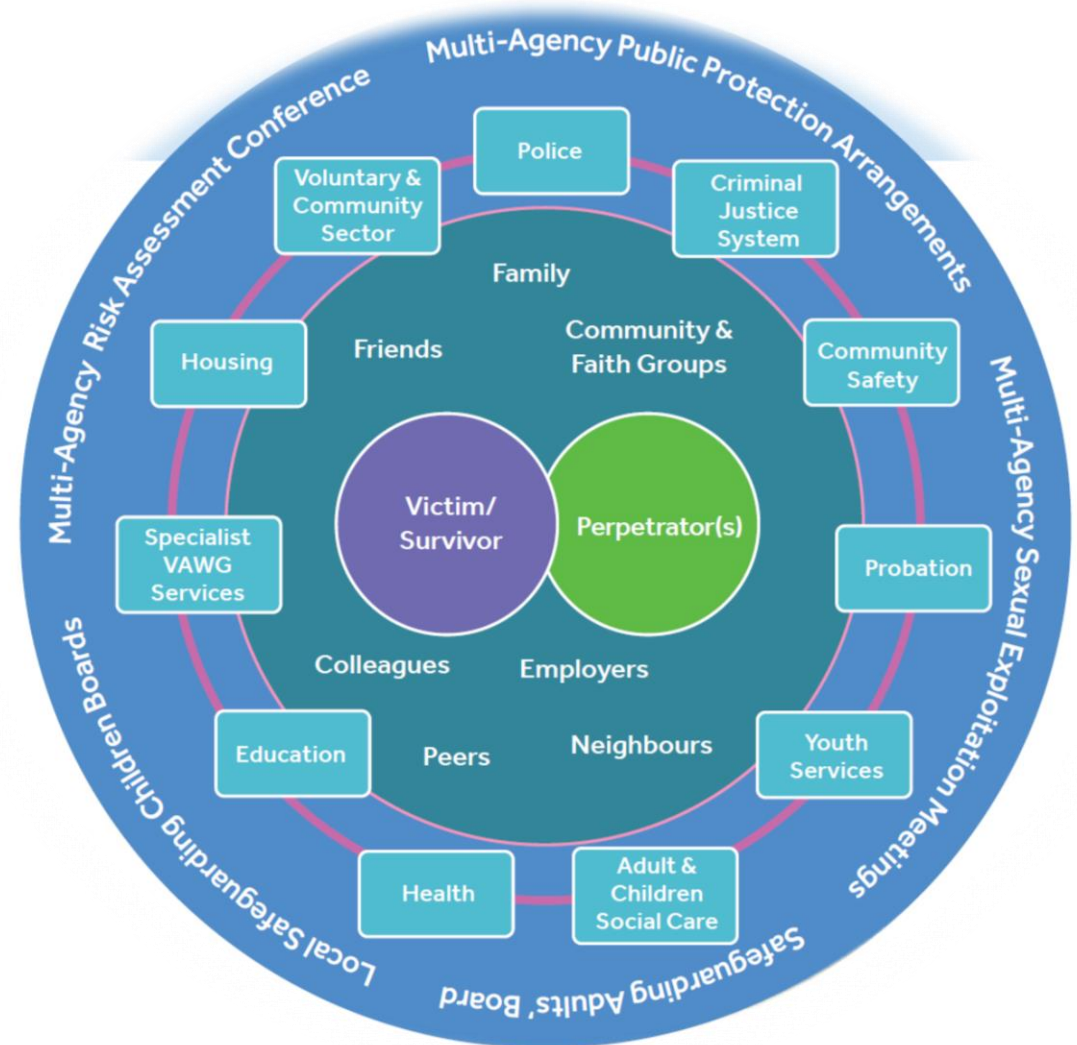 Multi-Agency Public Protection Arrangements
Multi-Agency Risk Assessment Conference
Multi-Agency Sexual Exploitation Meetings
Local Safeguarding Children Boards
Safeguarding Adults' Board
Police
Voluntary &
Community
Sector
Criminal
Justice
System
Housing
Community
Safety
Specialist
VAWG
Services
Probation
Education
Youth
Services
Health
Adult &
Children
Social Care
Family
Friends
Community &
Faith Groups
Victim/
Survivor
Perpetrator(s)
Colleagues
Employers
Peers
Neighbours